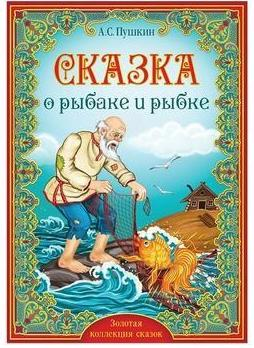 А.С. Пушкин
СКАЗКА
о рыбаке и рыбке
Золотая
коллекция сказок